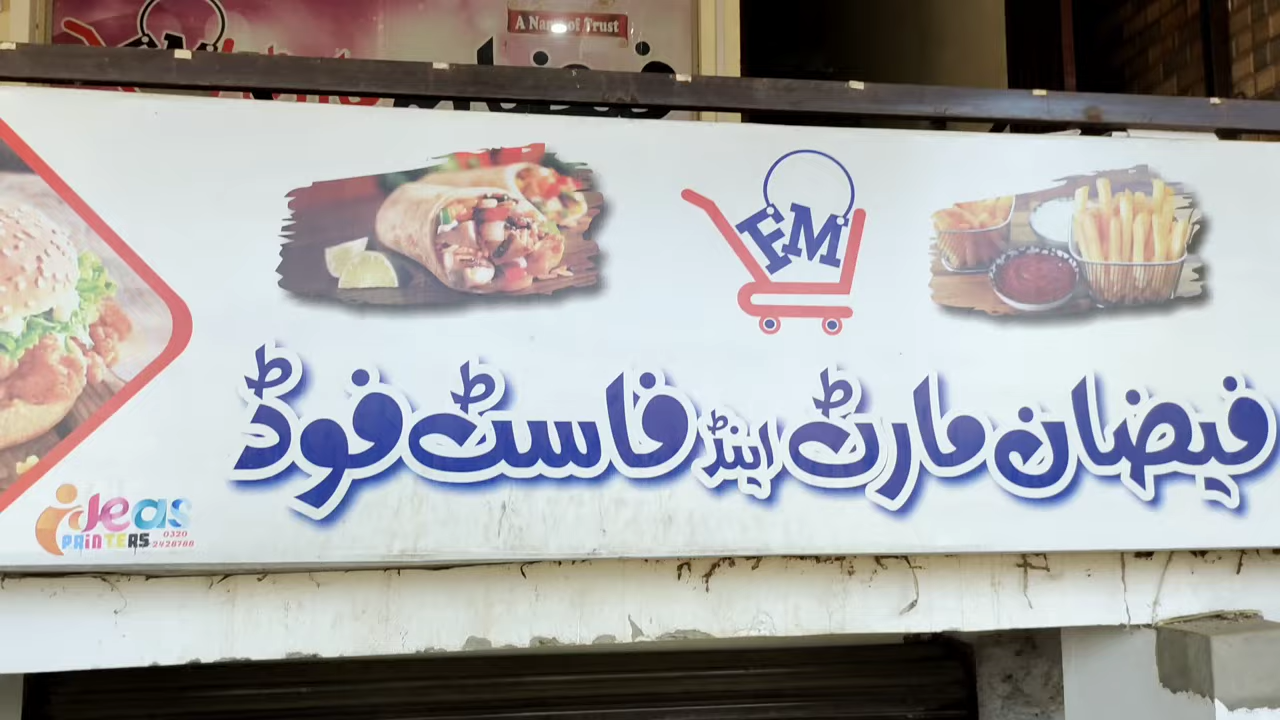 A Name of Trust
FM
فیضان مارٹ اینڈ فاسٹ فوڈ
ideas
PRiNTERS
0320
2428788